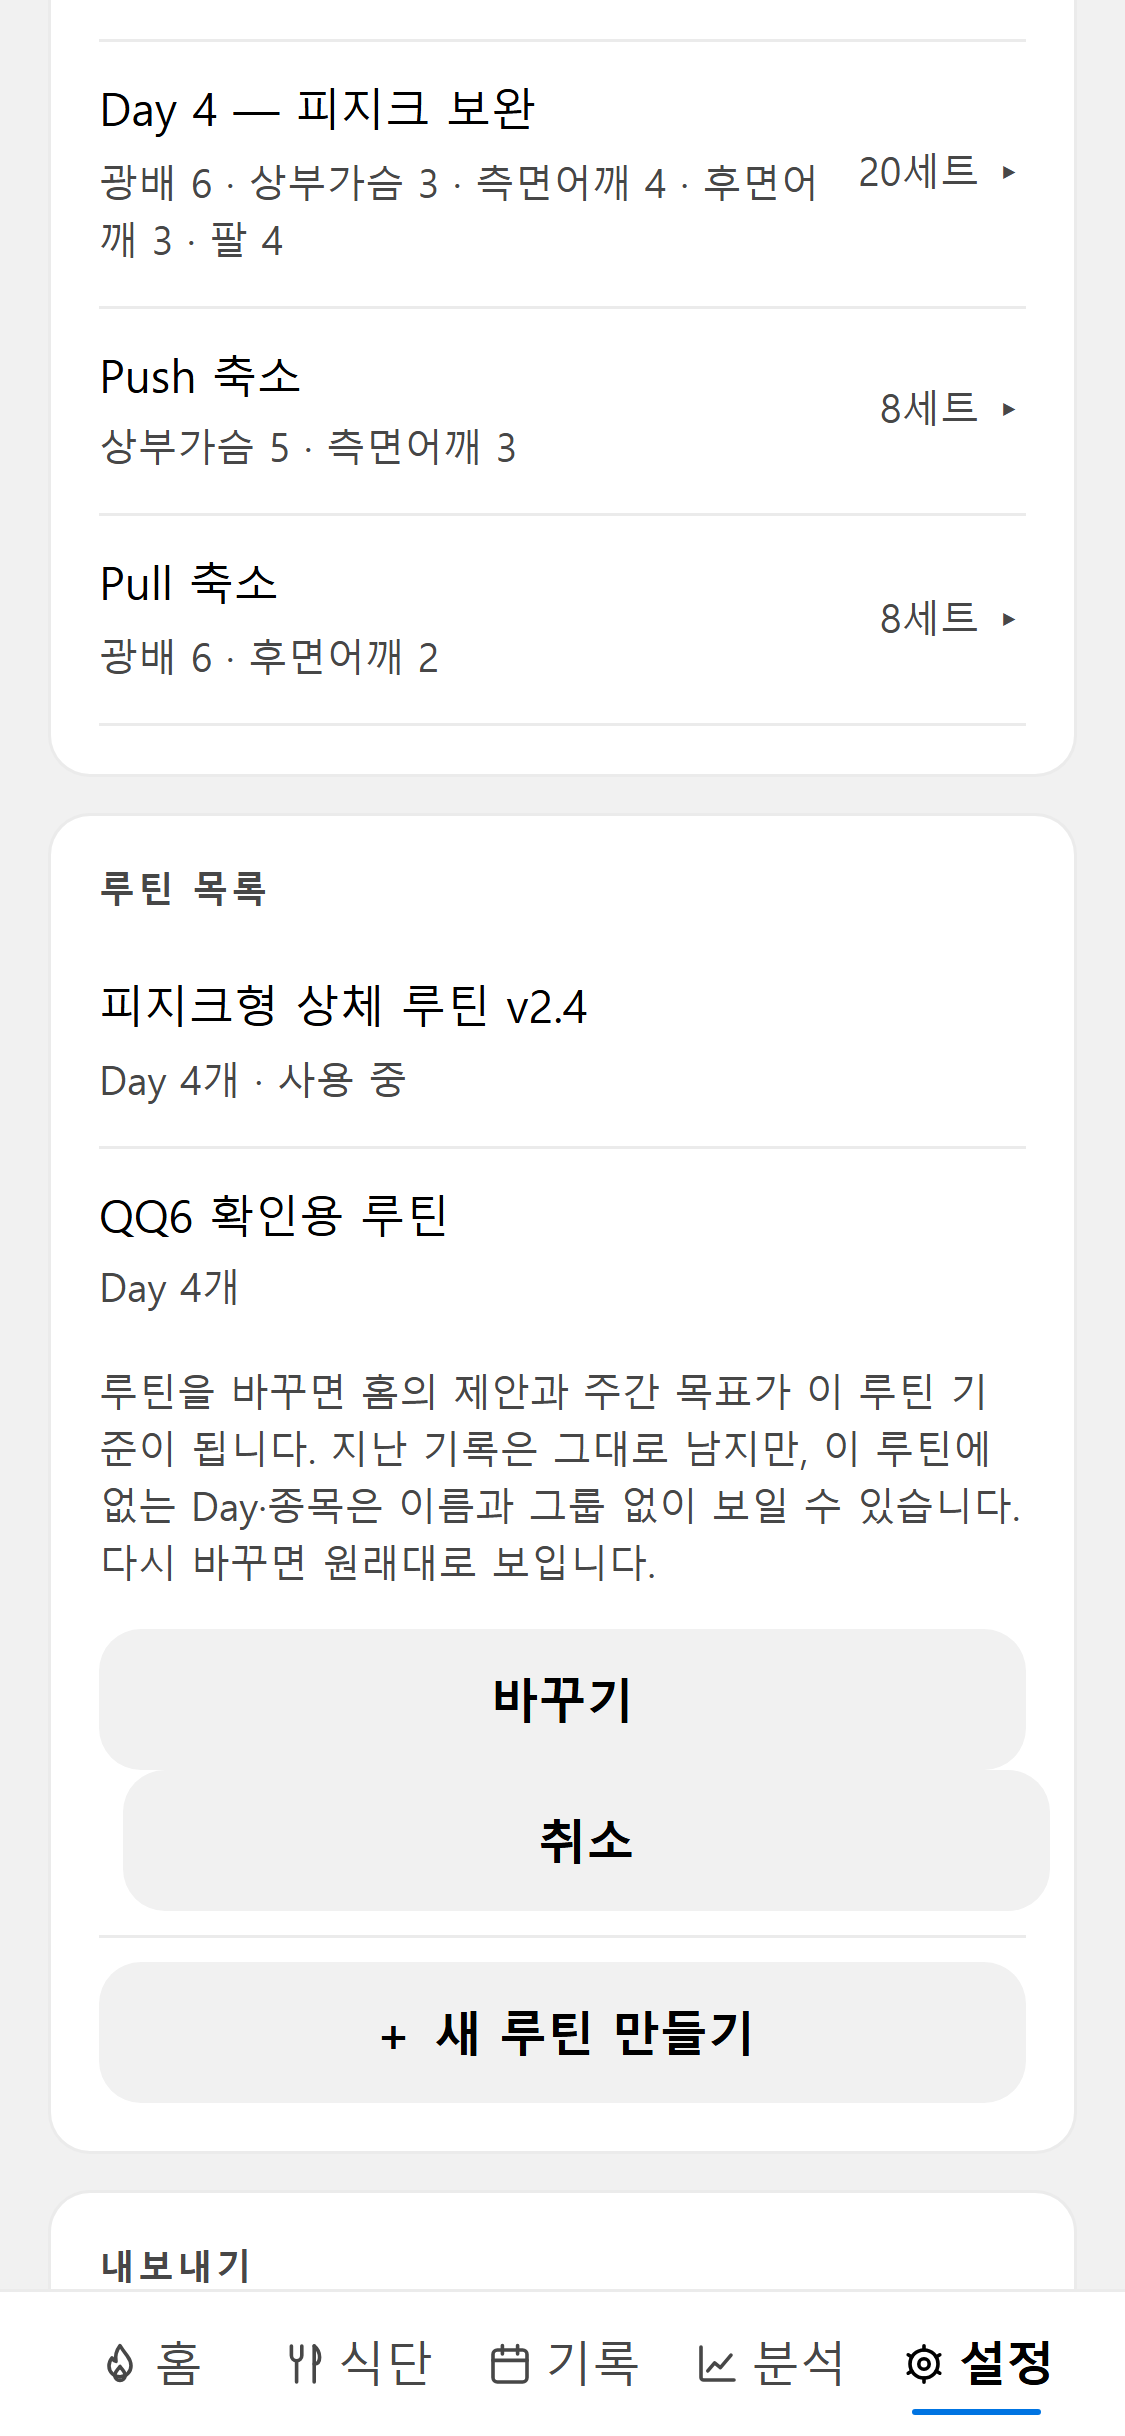 Day 4 — 피지크 보완
광배 6 · 상부가슴 3 · 측면어깨 4 · 후면어
깨 3 · 팔 4
20세트 ▸
Push 축소
상부가슴 5 · 측면어깨 3
8세트 ▸
Pull 축소
광배 6 · 후면어깨 2
8세트 ▸
루틴 목록
피지크형 상체 루틴 v2.4
Day 4개 · 사용 중
QQ6 확인용 루틴
Day 4개
루틴을 바꾸면 홈의 제안과 주간 목표가 이 루틴 기
준이 됩니다. 지난 기록은 그대로 남지만, 이 루틴에
없는 Day·종목은 이름과 그룹 없이 보일 수 있습니다.
다시 바꾸면 원래대로 보입니다.
바꾸기
취소
+ 새 루틴 만들기
내보내기
홈
식단
기록
분석
설정